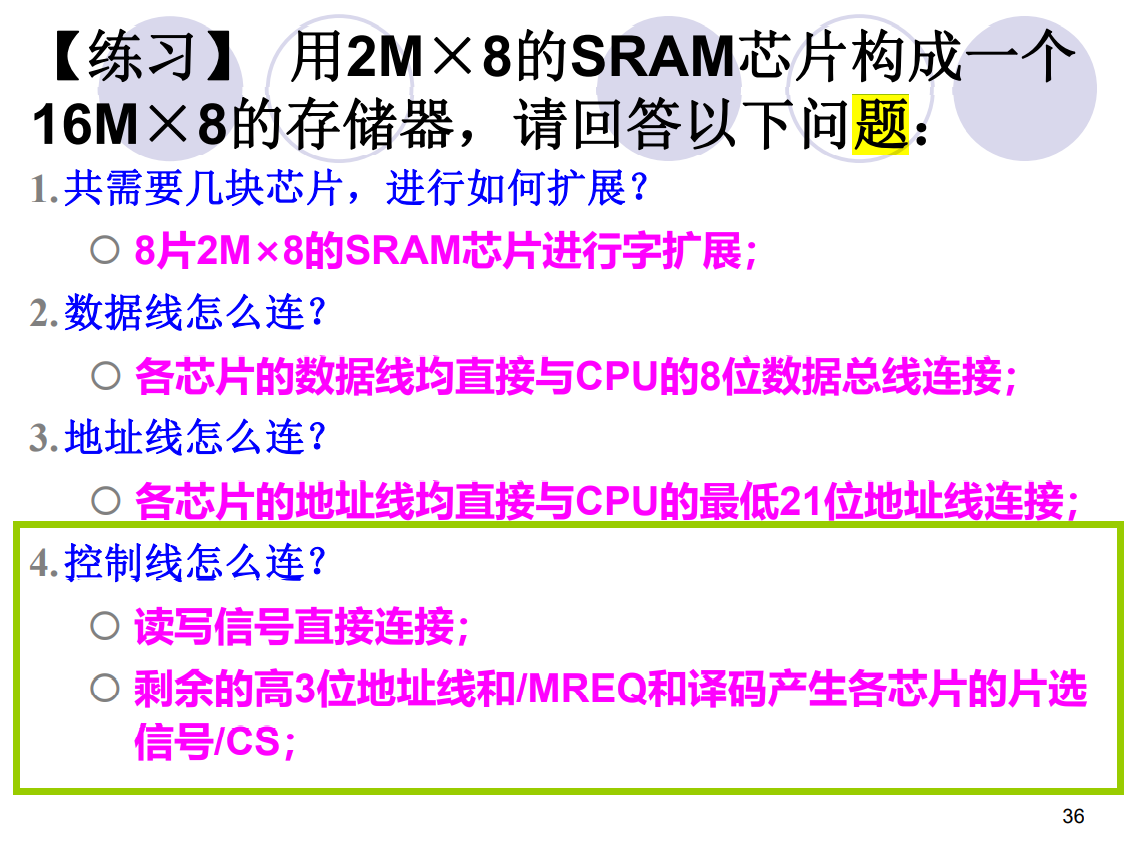 【练习】 用2M×8的SRAM芯片构成一个
16M×8的存储器，请回答以下问题：
1.共需要几块芯片，进行如何扩展？
○ 8片2M×8的SRAM芯片进行字扩展；
2.数据线怎么连？
○ 各芯片的数据线均直接与CPU的8位数据总线连接；
3.地址线怎么连？
○ 各芯片的地址线均直接与CPU的最低21位地址线连接；
4.控制线怎么连？
○ 读写信号直接连接；
○ 剩余的高3位地址线和/MREQ和译码产生各芯片的片选
信号/CS；
36